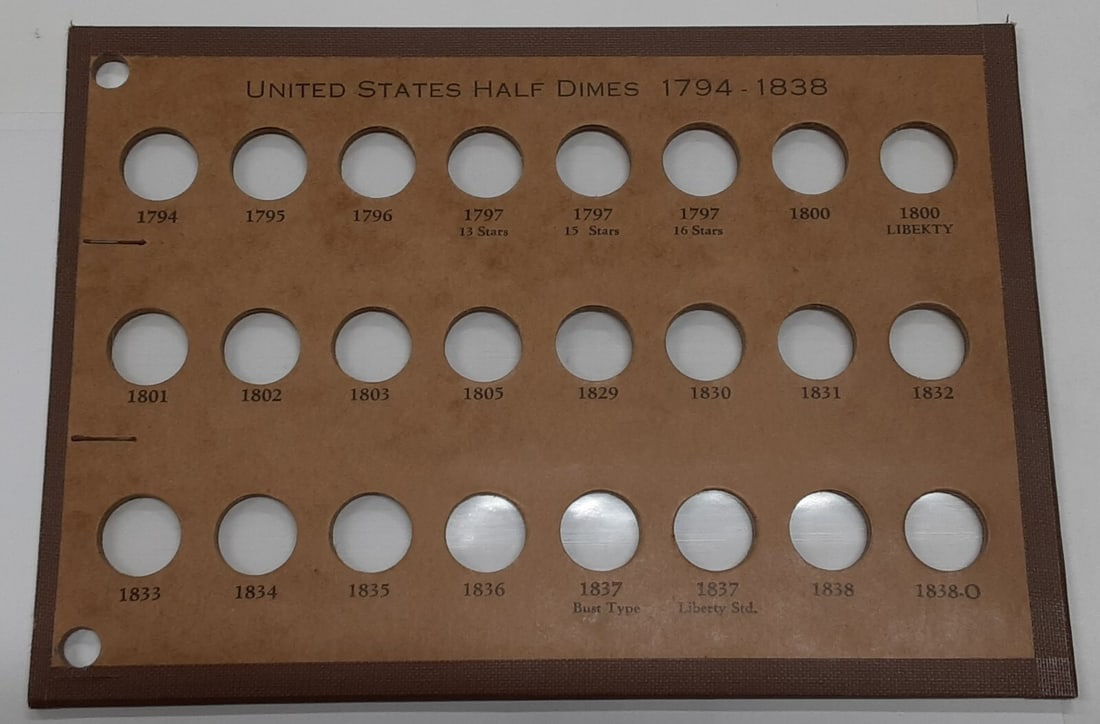 UNITED STATES HALF DIMES 1794-1838
1794 1795 1796 1797 1797 1797 1800 1800
13 Stars 15 Stars 16 Stars LIBEKTY
1801 1802 1803 1805 1829 1830 1831 1832
1833 1834 1835 1836 1837 1837 1838 1838-O
Bust Type Liberty Std.